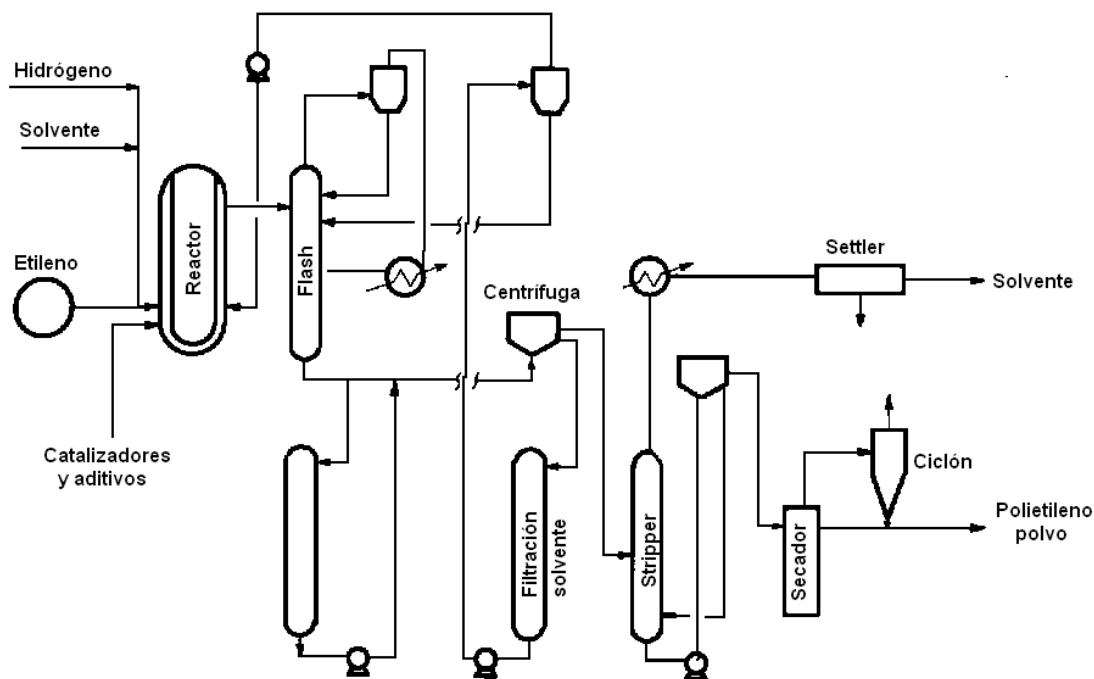 Hidrógeno
Solvente
Etileno
Reactor
Flash
Catalizadores
y aditivos
Centrífuga
Settler
Solvente
Filtración
solvente
Stripper
Secador
Ciclón
Polietileno
polvo